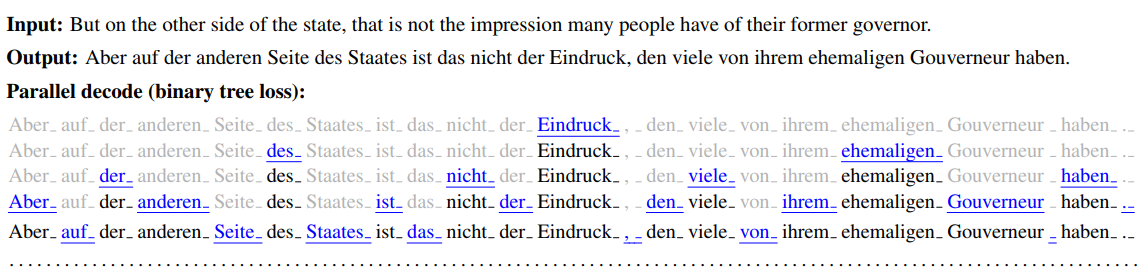 Input: But on the other side of the state, that is not the impression many people have of their former governor.
Output: Aber auf der anderen Seite des Staates ist das nicht der Eindruck, den viele von ihrem ehemaligen Gouverneur haben.
Parallel decode (binary tree loss):
Aber_ auf_ der_ anderen_ Seite_ des_ Staates_ ist_ das_ nicht_ der_ Eindruck_ ,_ den_ viele_ von_ ihrem_ ehemaligen_ Gouverneur _ haben_ ._
Aber_ auf_ der_ anderen_ Seite_ des_ Staates_ ist_ das_ nicht_ der_ Eindruck_ ,_ den_ viele_ von_ ihrem_ ehemaligen_ Gouverneur _ haben_ ._
Aber_ auf_ der_ anderen_ Seite_ des_ Staates_ ist_ das_ nicht_ der_ Eindruck_ ,_ den_ viele_ von_ ihrem_ ehemaligen_ Gouverneur _ haben_ ._
Aber_ auf_ der_ anderen_ Seite_ des_ Staates_ ist_ das_ nicht_ der_ Eindruck_ ,_ den_ viele_ von_ ihrem_ ehemaligen_ Gouverneur _ haben_ ._
Aber_ auf_ der_ anderen_ Seite_ des_ Staates_ ist_ das_ nicht_ der_ Eindruck_ ,_ den_ viele_ von_ ihrem_ ehemaligen_ Gouverneur _ haben_ ._